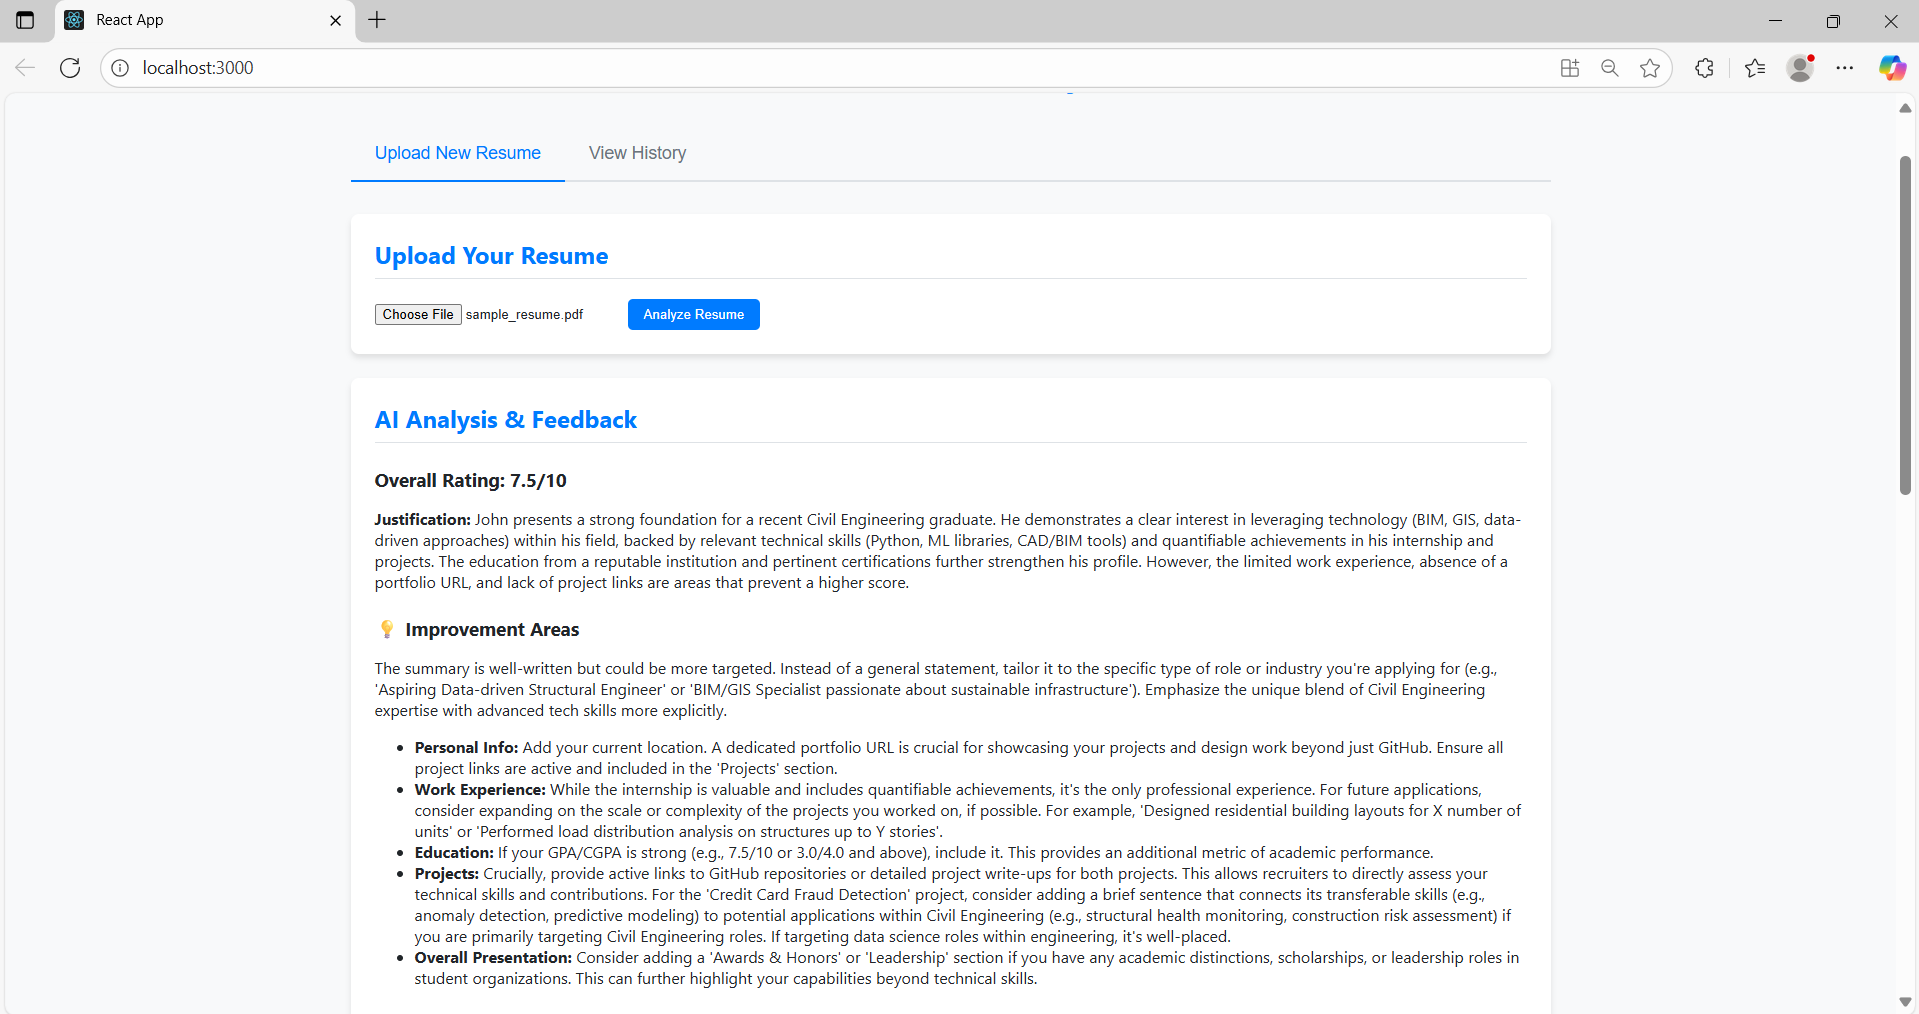 React App
localhost:3000
Upload New Resume View History
Upload Your Resume
Choose File sample_resume.pdf Analyze Resume
AI Analysis & Feedback
Overall Rating: 7.5/10
Justification: John presents a strong foundation for a recent Civil Engineering graduate. He demonstrates a clear interest in leveraging technology (BIM, GIS, data-
driven approaches) within his field, backed by relevant technical skills (Python, ML libraries, CAD/BIM tools) and quantifiable achievements in his internship and
projects. The education from a reputable institution and pertinent certifications further strengthen his profile. However, the limited work experience, absence of a
portfolio URL, and lack of project links are areas that prevent a higher score.
💡 Improvement Areas
The summary is well-written but could be more targeted. Instead of a general statement, tailor it to the specific type of role or industry you're applying for (e.g.,
'Aspiring Data-driven Structural Engineer' or 'BIM/GIS Specialist passionate about sustainable infrastructure'). Emphasize the unique blend of Civil Engineering
expertise with advanced tech skills more explicitly.
• Personal Info: Add your current location. A dedicated portfolio URL is crucial for showcasing your projects and design work beyond just GitHub. Ensure all
project links are active and included in the 'Projects' section.
• Work Experience: While the internship is valuable and includes quantifiable achievements, it's the only professional experience. For future applications,
consider expanding on the scale or complexity of the projects you worked on, if possible. For example, 'Designed residential building layouts for X number of
units' or 'Performed load distribution analysis on structures up to Y stories'.
• Education: If your GPA/CGPA is strong (e.g., 7.5/10 or 3.0/4.0 and above), include it. This provides an additional metric of academic performance.
• Projects: Crucially, provide active links to GitHub repositories or detailed project write-ups for both projects. This allows recruiters to directly assess your
technical skills and contributions. For the 'Credit Card Fraud Detection' project, consider adding a brief sentence that connects its transferable skills (e.g.,
anomaly detection, predictive modeling) to potential applications within Civil Engineering (e.g., structural health monitoring, construction risk assessment) if
you are primarily targeting Civil Engineering roles. If targeting data science roles within engineering, it's well-placed.
• Overall Presentation: Consider adding a 'Awards & Honors' or 'Leadership' section if you have any academic distinctions, scholarships, or leadership roles in
student organizations. This can further highlight your capabilities beyond technical skills.